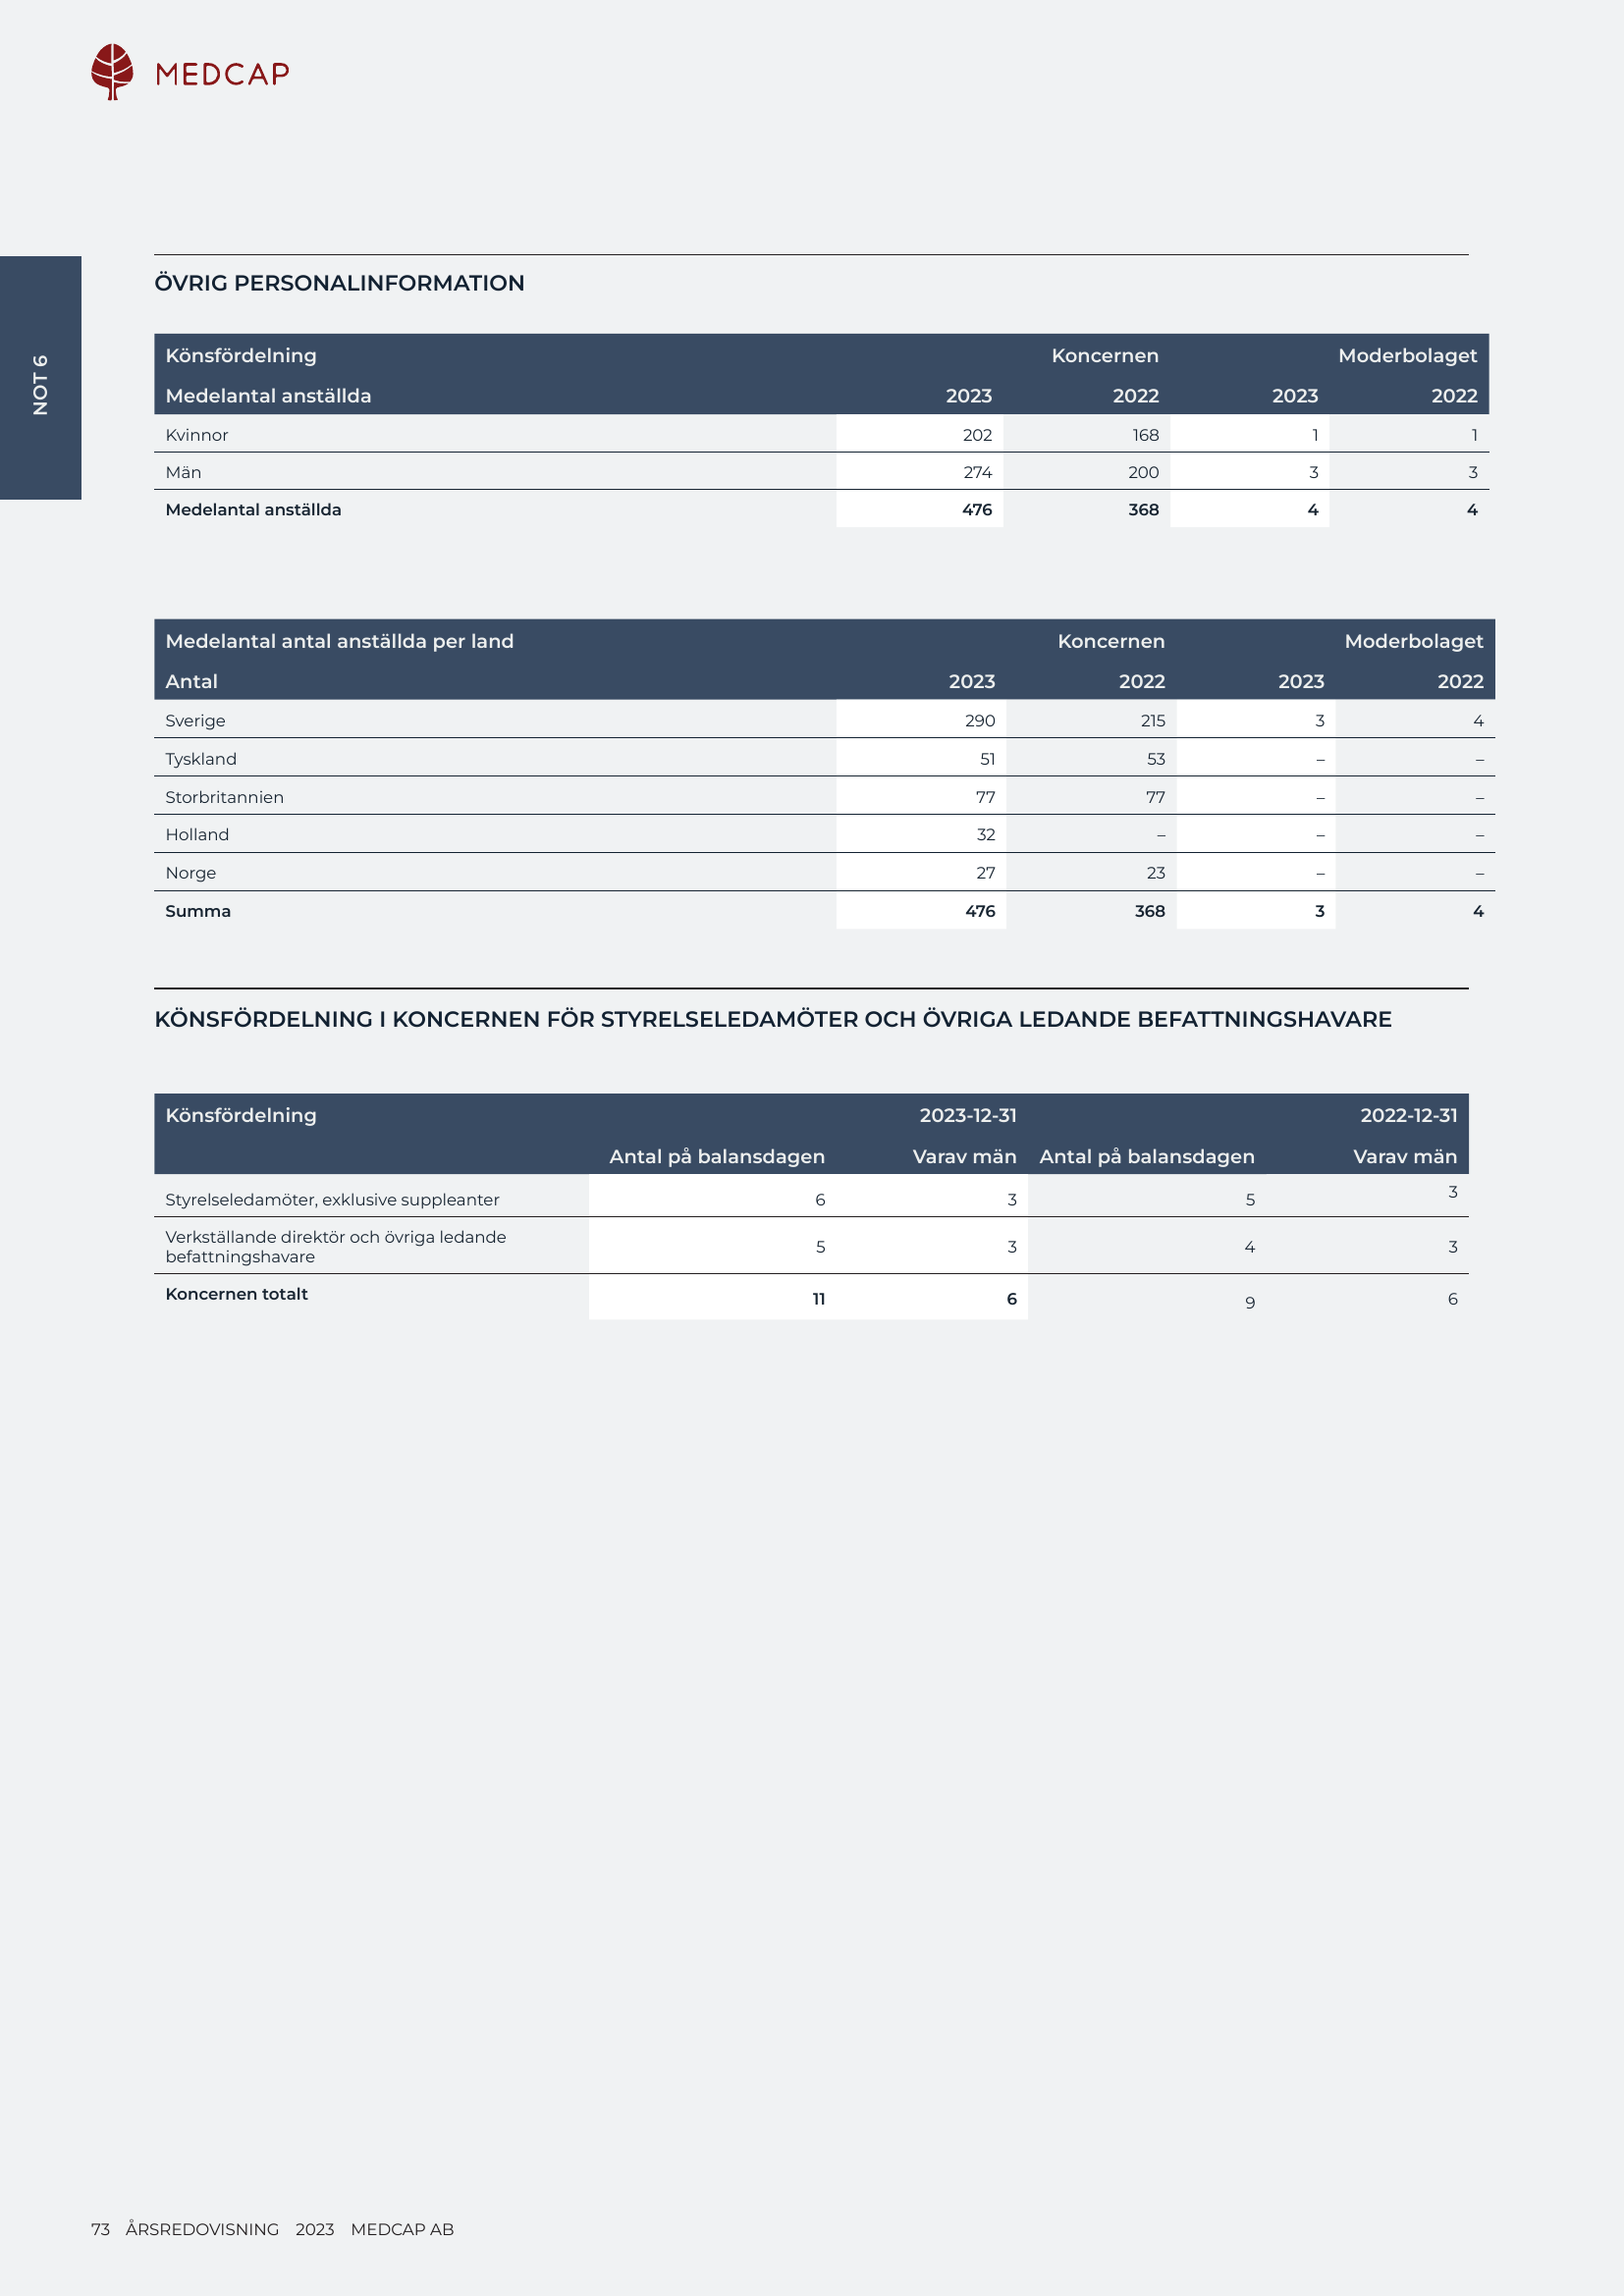 MEDCAP
NOT 6
ÖVRIG PERSONALINFORMATION
Könsfördelning Koncernen Moderbolaget
Medelantal anställda 2023 2022 2023 2022
Kvinnor 202 168 1 1
Män 274 200 3 3
Medelantal anställda 476 368 4 4
Medelantal antal anställda per land Koncernen Moderbolaget
Antal 2023 2022 2023 2022
Sverige 290 215 3 4
Tyskland 51 53 – –
Storbritannien 77 77 – –
Holland 32 – – –
Norge 27 23 – –
Summa 476 368 3 4
KÖNSFÖRDELNING I KONCERNEN FÖR STYRELSELEDAMÖTER OCH ÖVRIGA LEDANDE BEFATTNINGSHAVARE
Könsfördelning 2023-12-31 2022-12-31
Antal på balansdagen Varav män Antal på balansdagen Varav män
Styrelseledamöter, exklusive suppleanter 6 3 5 3
Verkställande direktör och övriga ledande
befattningshavare 5 3 4 3
Koncernen totalt 11 6 9 6
73 ÅRSREDOVISNING 2023 MEDCAP AB